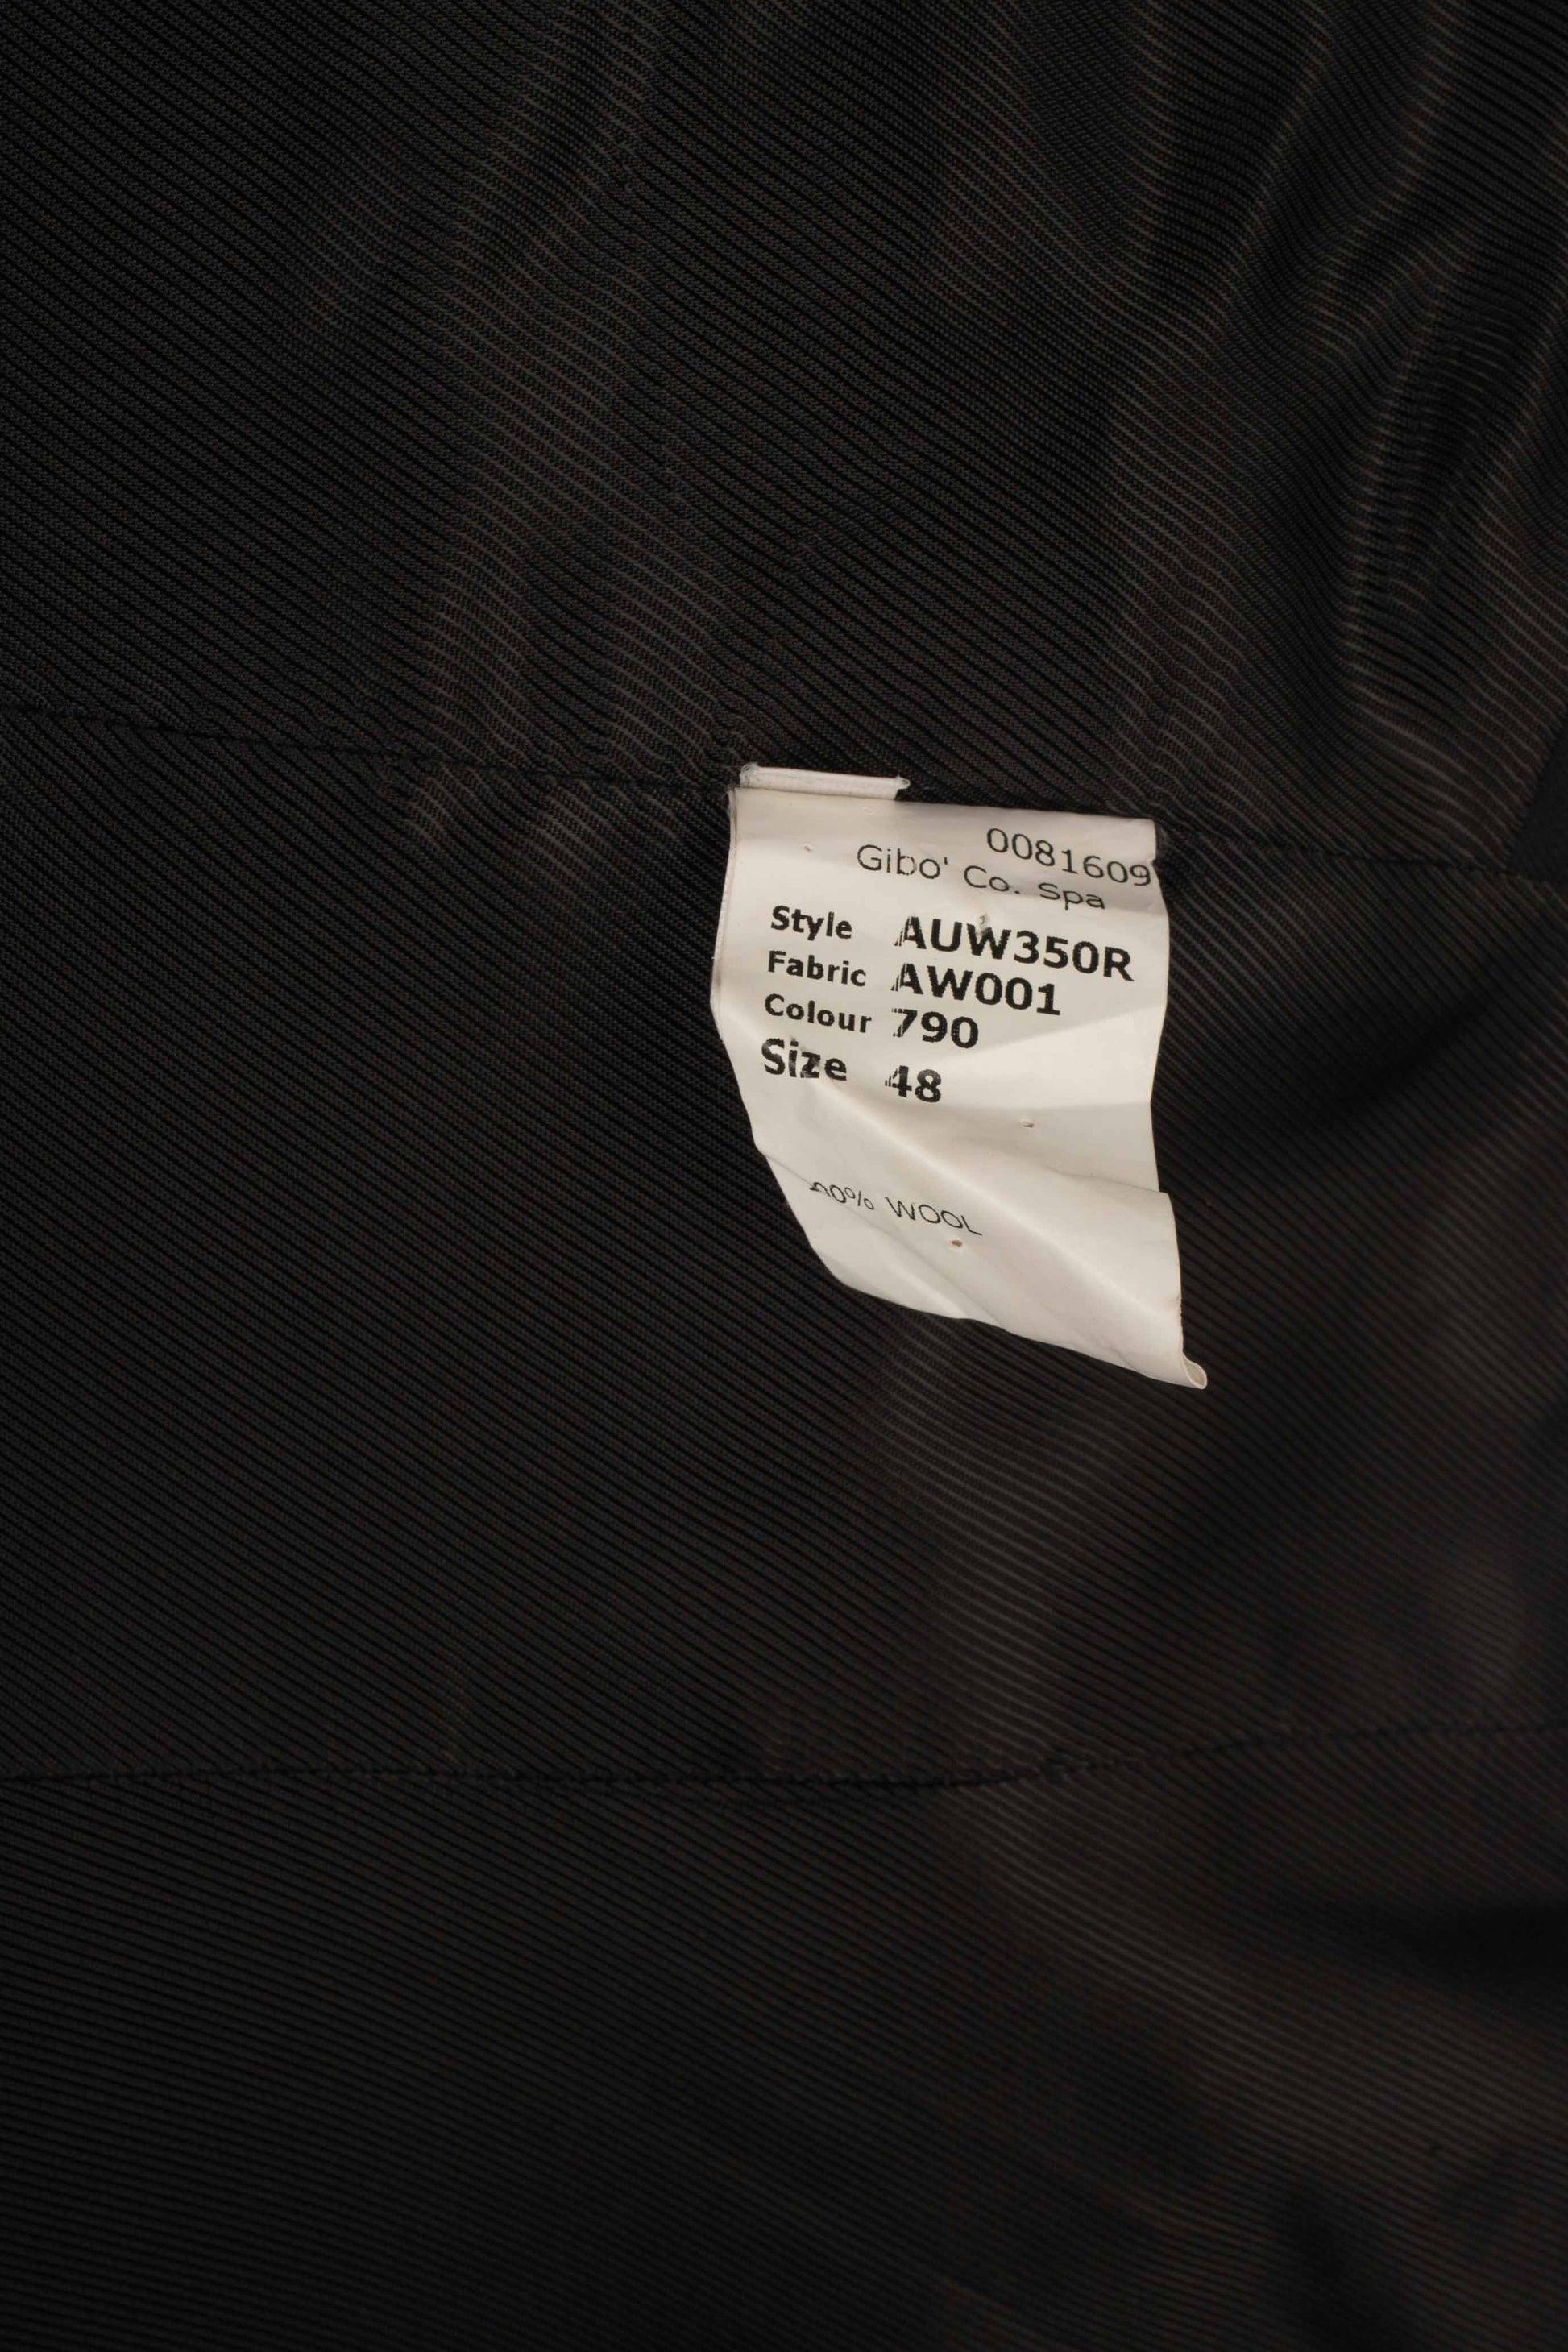 0081609
Gibo' Co. Spa
Style AUW350R
Fabric AW001
Colour 790
Size 48
WOOL